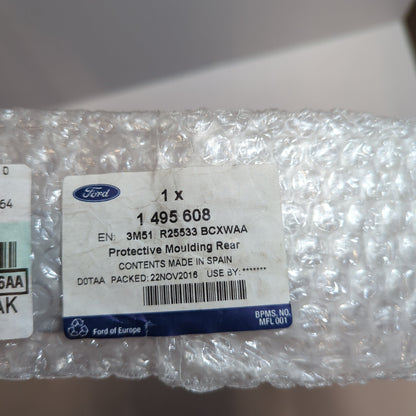 Ford
1 x
1 495 608
EN: 3M51 R25533 BCXWAA
Protective Moulding Rear
CONTENTS MADE IN SPAIN
D0TAA PACKED:22NOV2016 USE BY:*******
Ford of Europe
BPMS. NO.
MFL 001
D
64
5AA
AK